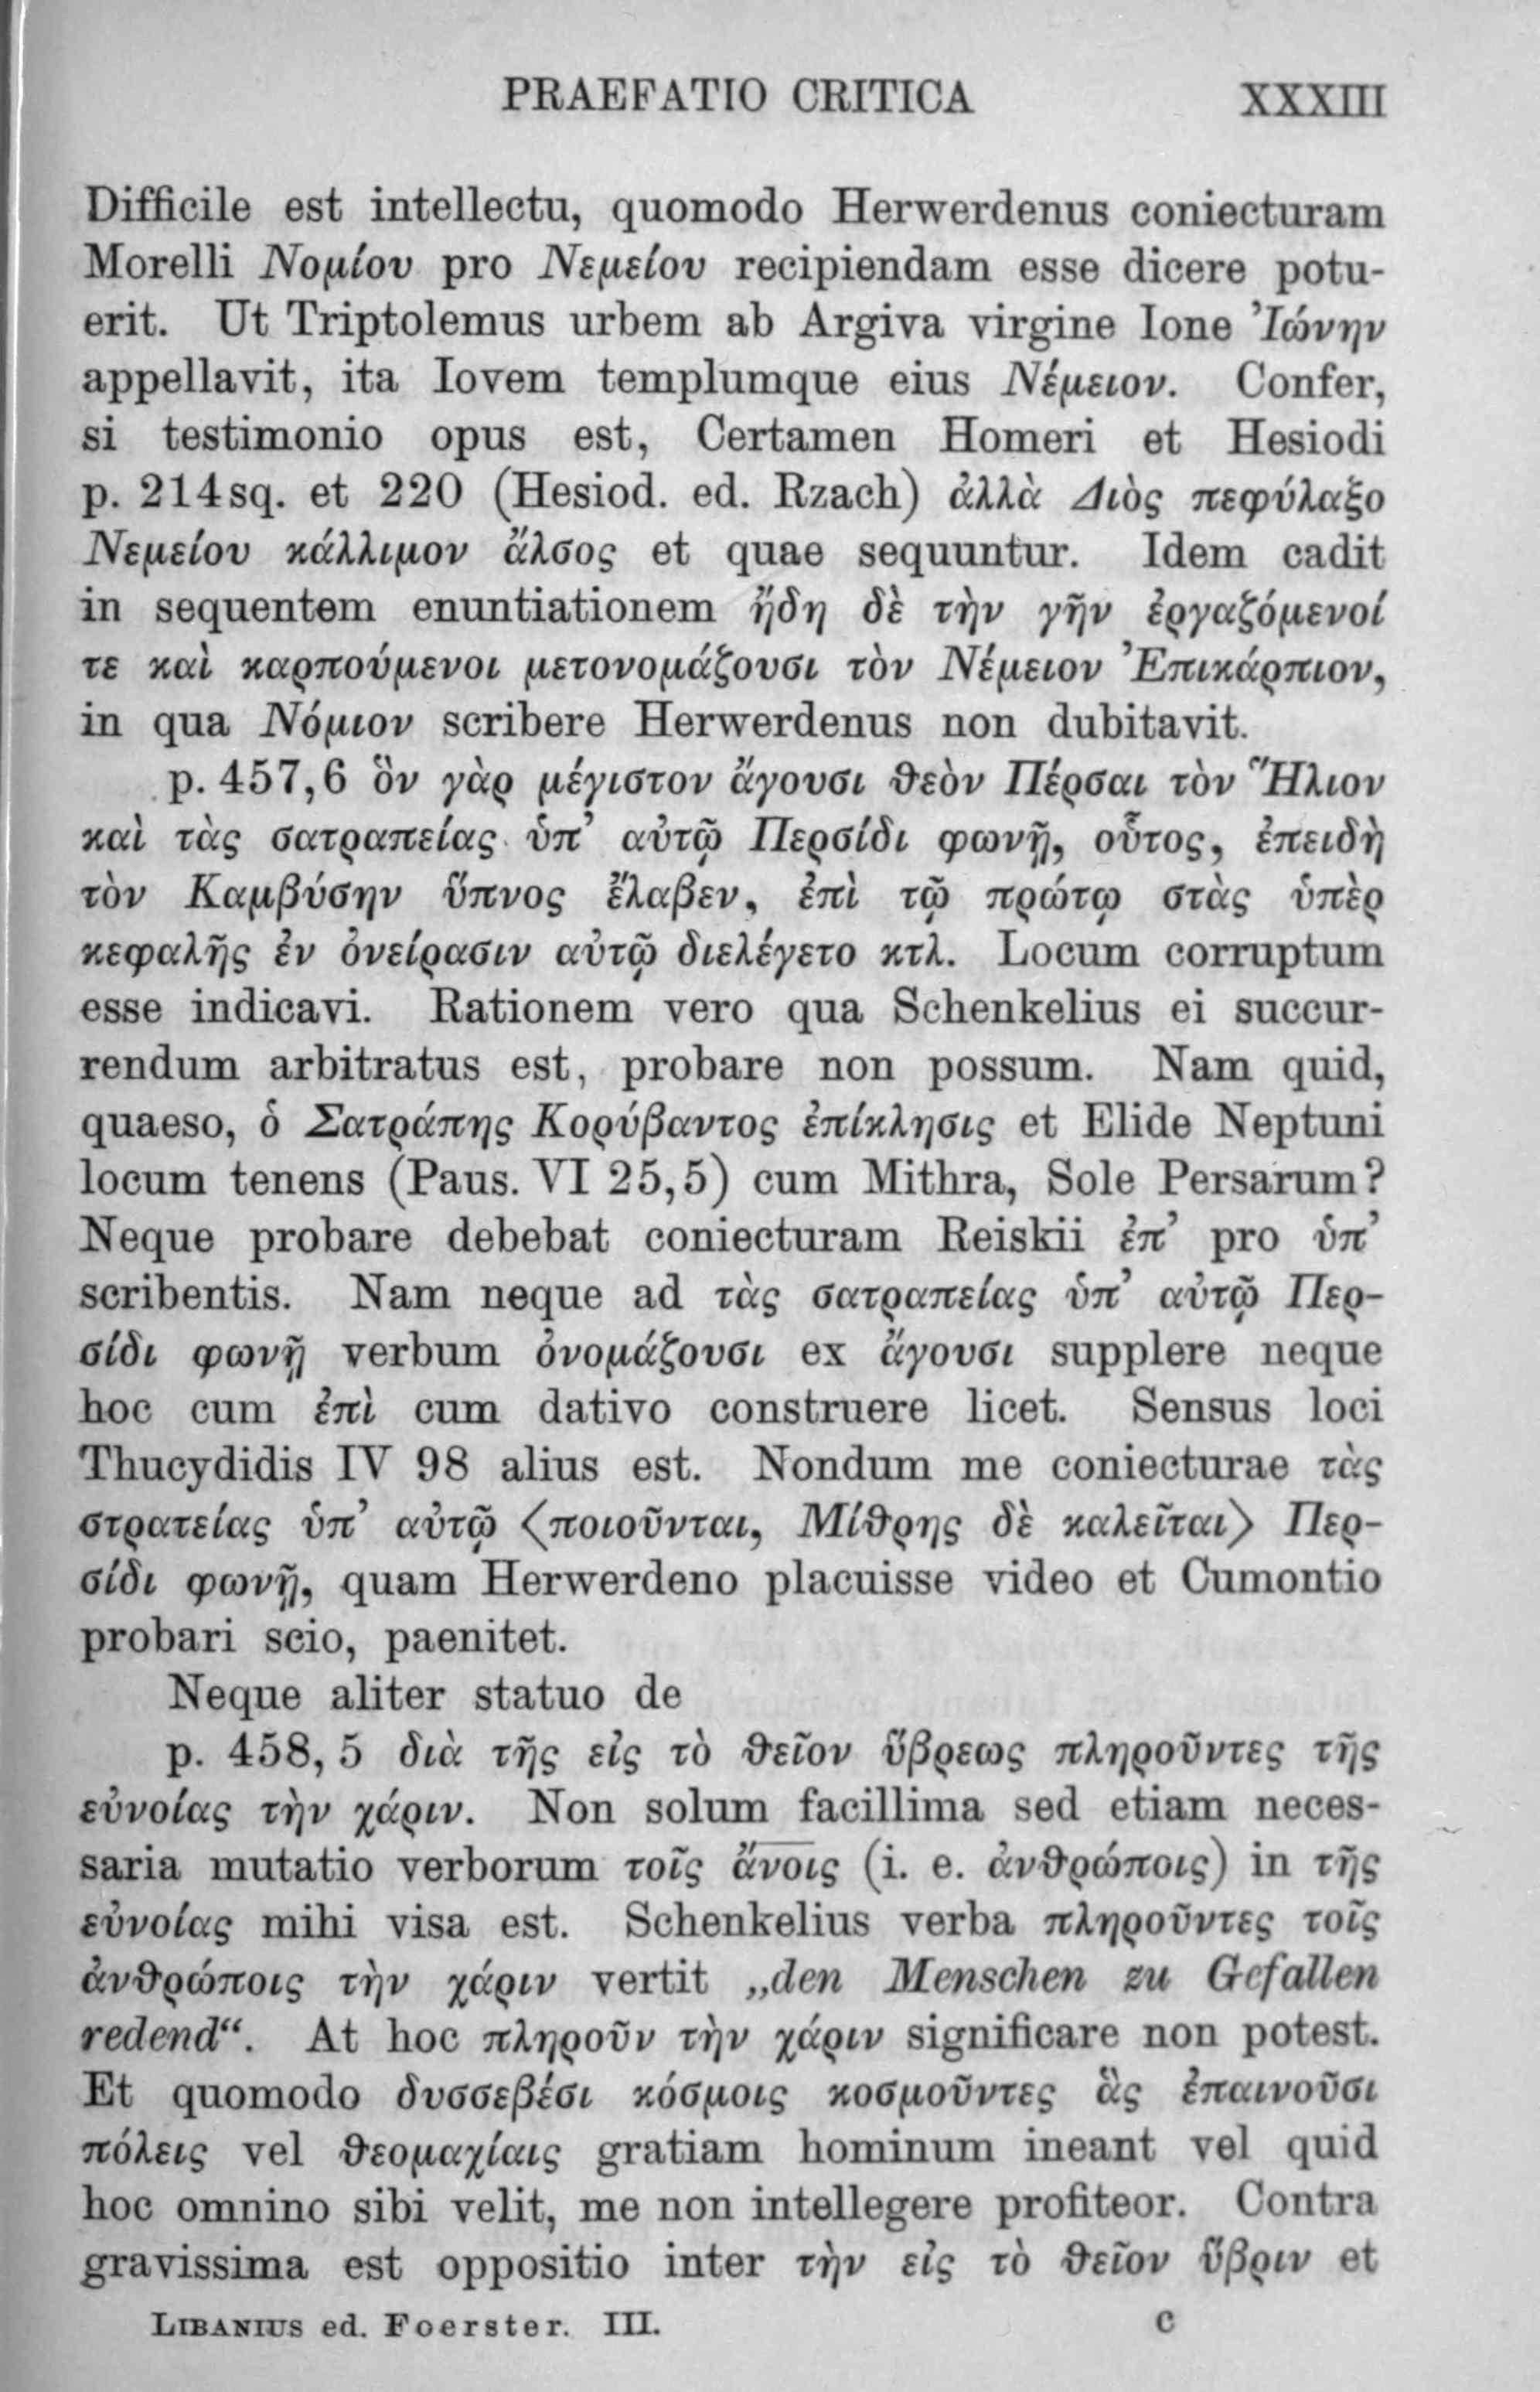 PRAEFATIO CRITICA XXXIII
Difficile est intellectu, quomodo Herwerdenus coniecturam
Morelli Νομίου pro Νεμείου recipiendam esse dicere potu-
erit. Ut Triptolemus urbem ab Argiva virgine Ione Ἰώνην
appellavit, ita Iovem templumque eius Νέμειον. Confer,
si testimonio opus est, Certamen Homeri et Hesiodi
p. 214 sq. et 220 (Hesiod. ed. Rzach) ἀλλὰ Διὸς πεφύλαξο
Νεμείου κάλλιμον ἄλσος et quae sequuntur. Idem cadit
in sequentem enuntiationem ἤδη δὲ τὴν γῆν ἐργαζόμενοί
τε καὶ καρπούμενοι μετονομάζουσι τὸν Νέμειον Ἐπικάρπιον,
in qua Νόμιον scribere Herwerdenus non dubitavit.
p. 457,6 ὃν γὰρ μέγιστον ἄγουσι θεὸν Πέρσαι τὸν Ἥλιον
καὶ τὰς σατραπείας ὑπ’ αὐτῷ Περσίδι φωνῇ, οὗτος, ἐπειδὴ
τὸν Καμβύσην ὕπνος ἔλαβεν, ἐπὶ τῷ πρώτῳ στὰς ὑπὲρ
κεφαλῆς ἐν ὀνείρασιν αὐτῷ διελέγετο κτλ. Locum corruptum
esse indicavi. Rationem vero qua Schenkelius ei succur-
rendum arbitratus est, probare non possum. Nam quid,
quaeso, ὁ Σατράπης Κορύβαντος ἐπίκλησις et Elide Neptuni
locum tenens (Paus. VI 25,5) cum Mithra, Sole Persarum?
Neque probare debebat coniecturam Reiskii ἐπ’ pro ὑπ’
scribentis. Nam neque ad τὰς σατραπείας ὑπ’ αὐτῷ Περ-
σίδι φωνῇ verbum ὀνομάζουσι ex ἄγουσι supplere neque
hoc cum ἐπὶ cum dativo construere licet. Sensus loci
Thucydidis IV 98 alius est. Nondum me coniecturae τὰς
στρατείας ὑπ’ αὐτῷ ⟨ποιοῦνται, Μίθρης δὲ καλεῖται⟩ Περ-
σίδι φωνῇ, quam Herwerdeno placuisse video et Cumontio
probari scio, paenitet.
Neque aliter statuo de
p. 458, 5 διὰ τῆς εἰς τὸ θεῖον ὕβρεως πληροῦντες τῆς
εὐνοίας τὴν χάριν. Non solum facillima sed etiam neces-
saria mutatio verborum τοῖς ἄ̅ν̅ο̅ις (i. e. ἀνθρώποις) in τῆς
εὐνοίας mihi visa est. Schenkelius verba πληροῦντες τοῖς
ἀνθρώποις τὴν χάριν vertit „den Menschen zu Gefallen
redend“. At hoc πληροῦν τὴν χάριν significare non potest.
Et quomodo δυσσεβέσι κόσμοις κοσμοῦντες ἃς ἐπαινοῦσι
πόλεις vel θεομαχίαις gratiam hominum ineant vel quid
hoc omnino sibi velit, me non intellegere profiteor. Contra
gravissima est oppositio inter τὴν εἰς τὸ θεῖον ὕβριν et
LIBANIUS ed. Foerster. III. c